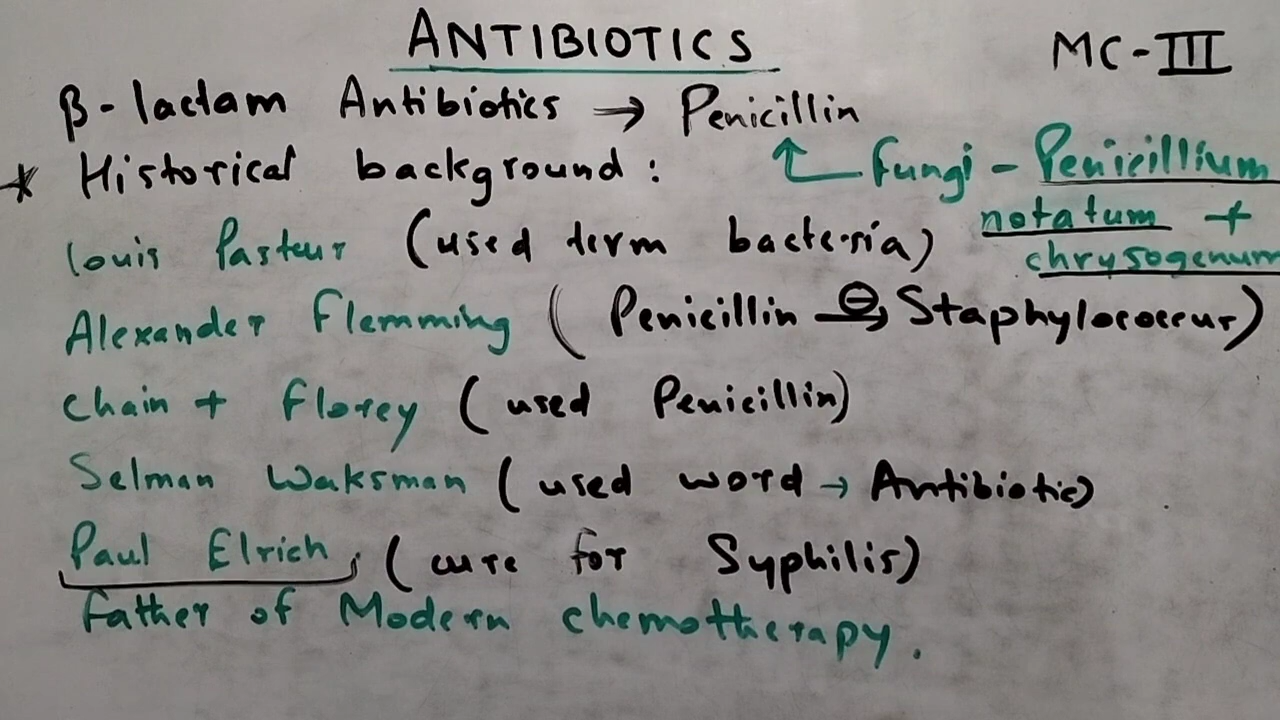 ANTIBIOTICS
MC-III
β-lactam Antibiotics → Penicillin
* Historical background :
↑ fungi - Penicillium
notatum +
chrysogenum
Louis Pasteur (used term bacteria)
Alexander Flemming ( Penicillin ⊖→ Staphylococcus)
Chain + Florey ( used Penicillin)
Selman Waksman ( used word → Antibiotic)
Paul Elrich, ( cure for Syphilis)
father of Modern chemotherapy.